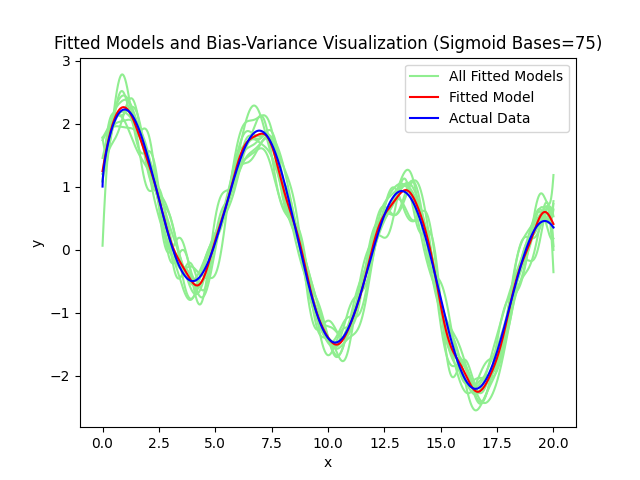 Fitted Models and Bias-Variance Visualization (Sigmoid Bases=75)
All Fitted Models
Fitted Model
Actual Data
y
3
2
1
0
−1
−2
0.0 2.5 5.0 7.5 10.0 12.5 15.0 17.5 20.0
x